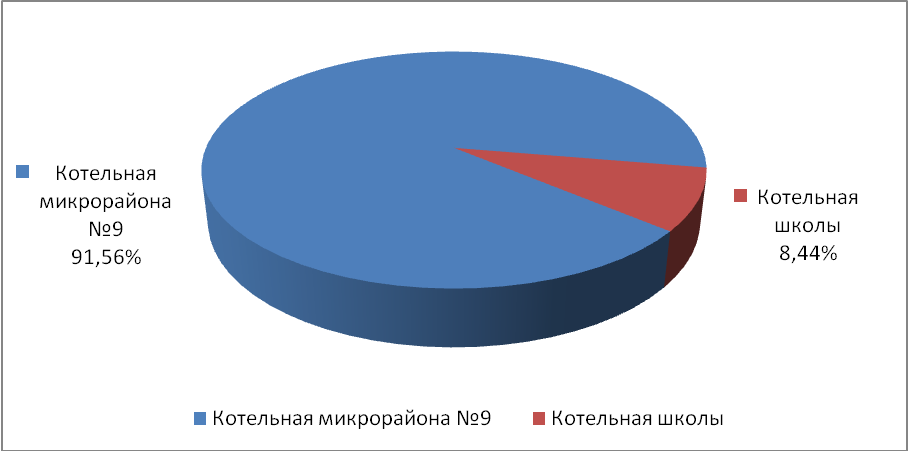 Котельная
микрорайона
№9
91,56%
Котельная
школы
8,44%
Котельная микрорайона №9
Котельная школы